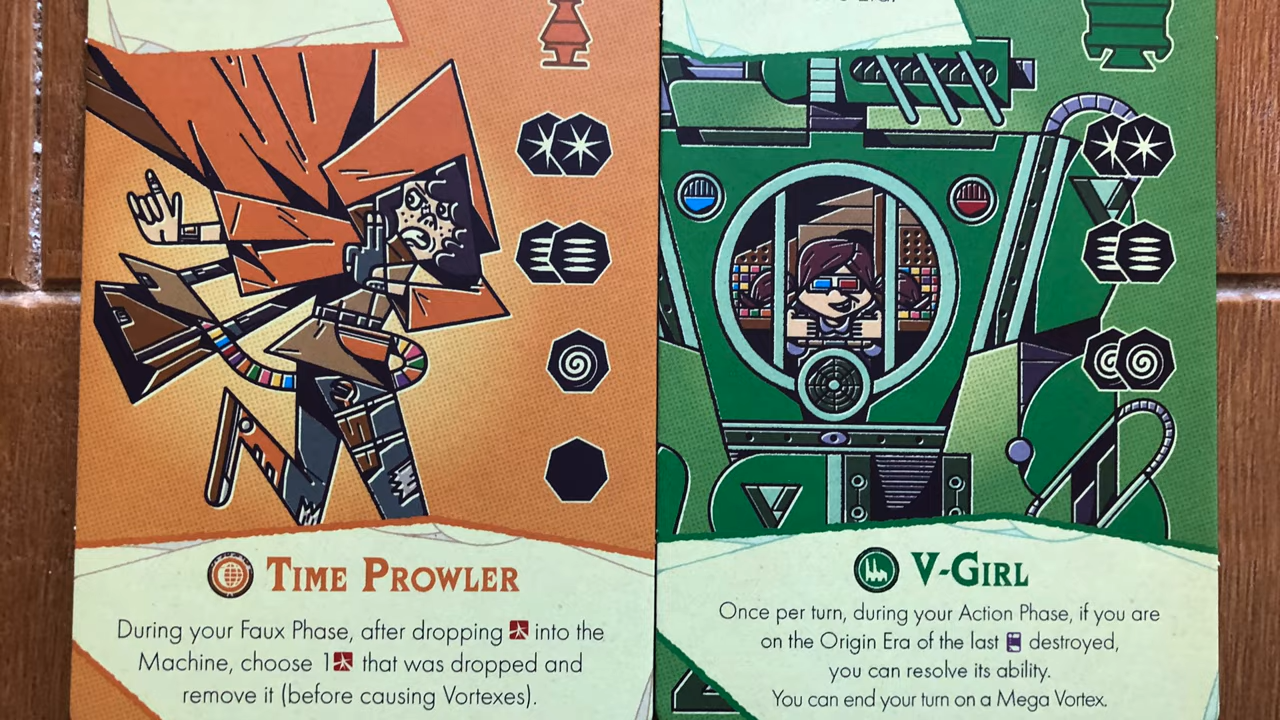 TIME PROWLER
During your Faux Phase, after dropping into the
Machine, choose 1 that was dropped and
remove it (before causing Vortexes).
V-GIRL
Once per turn, during your Action Phase, if you are
on the Origin Era of the last destroyed,
you can resolve its ability.
You can end your turn on a Mega Vortex.